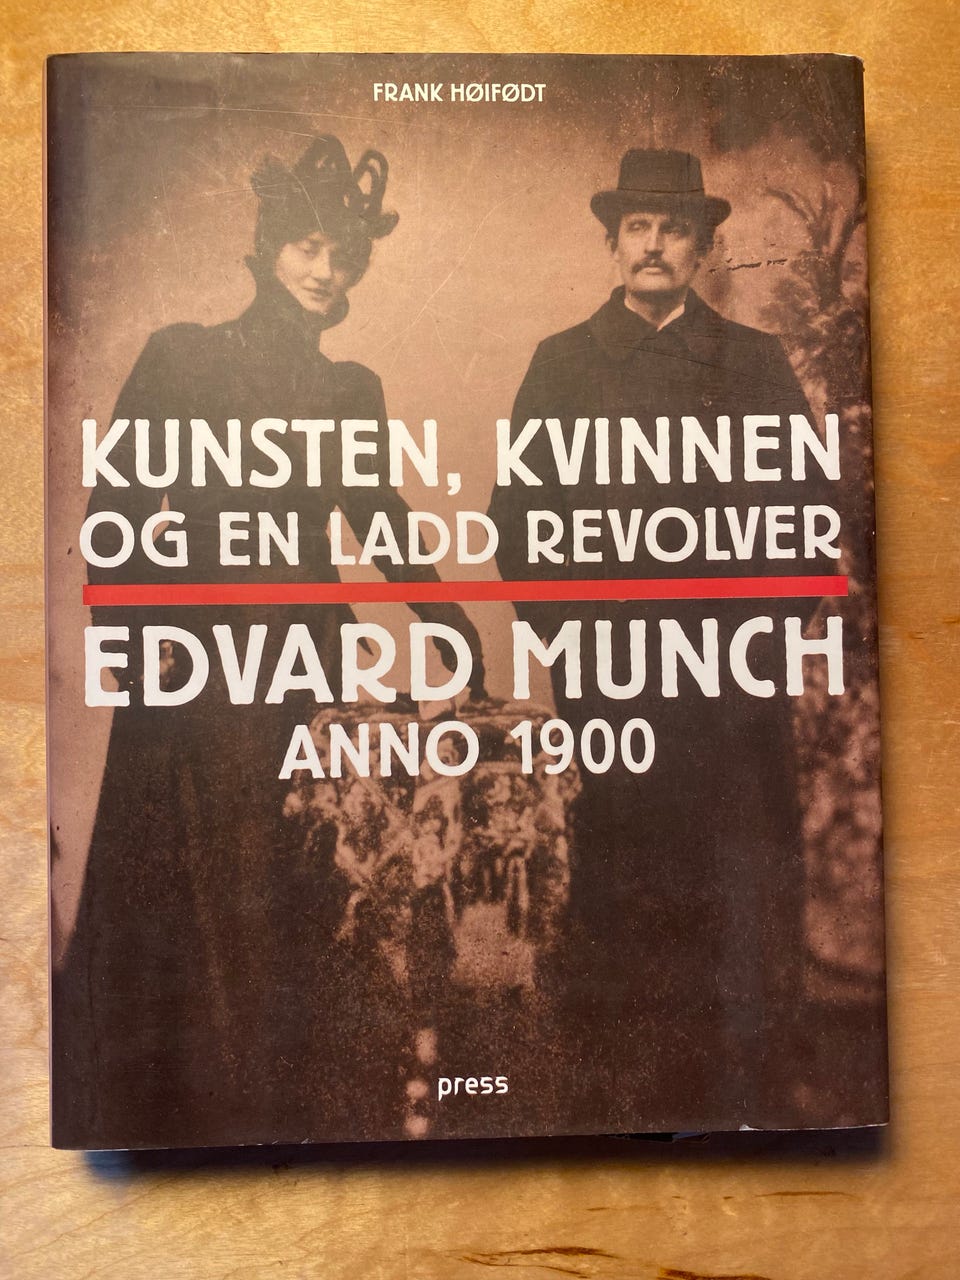 FRANK HØIFØDT
KUNSTEN, KVINNEN
OG EN LADD REVOLVER
EDVARD MUNCH
ANNO 1900
press